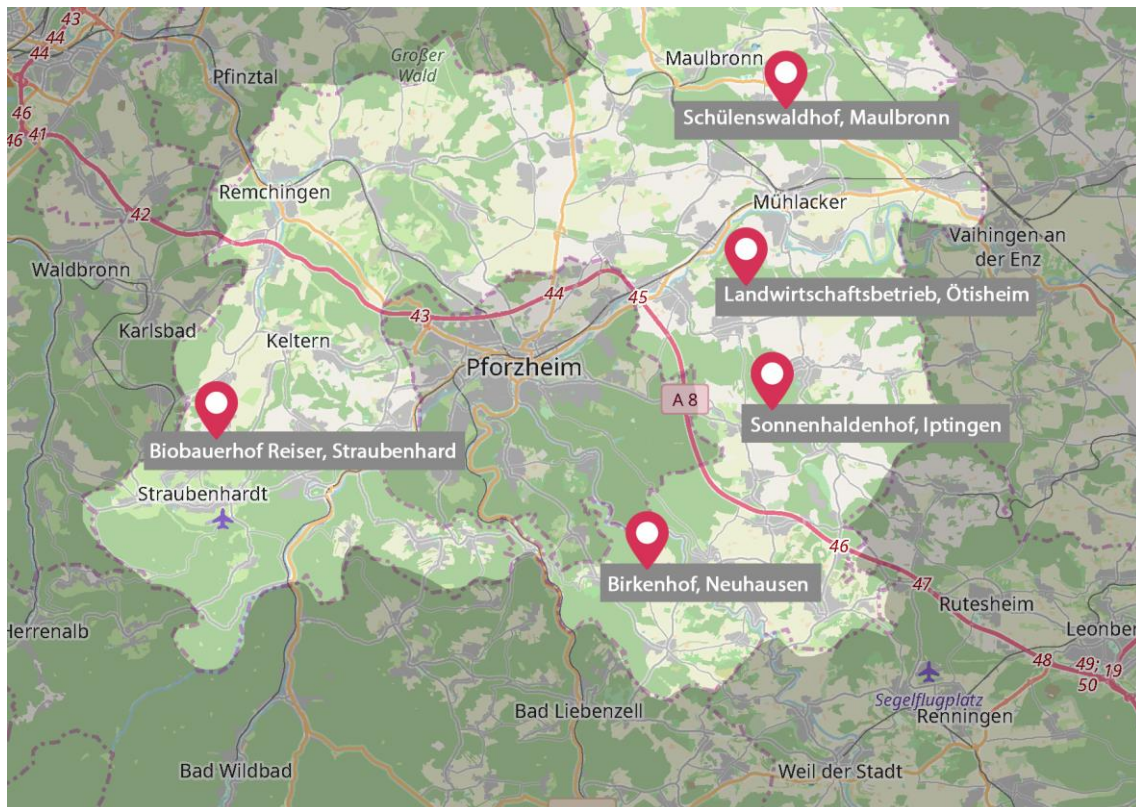 43
44
44
Pfinztal
Großer
Wald
Maulbronn
Schülenswaldhof, Maulbronn
46
46
41
42
Remchingen
Mühlacker
Waldbronn
Vaihingen an
der Enz
Landwirtschaftsbetrieb, Ötisheim
44
45
43
Karlsbad
Keltern
Pforzheim
A 8
Sonnenhaldenhof, Iptingen
Biobauerhof Reiser, Straubenhard
Straubenhardt
46
Birkenhof, Neuhausen
47
Rutesheim
Herrenalb
Leonber
48
49; 19
50
Segelflugplatz
Renningen
Bad Liebenzell
Bad Wildbad
Weil der Stadt